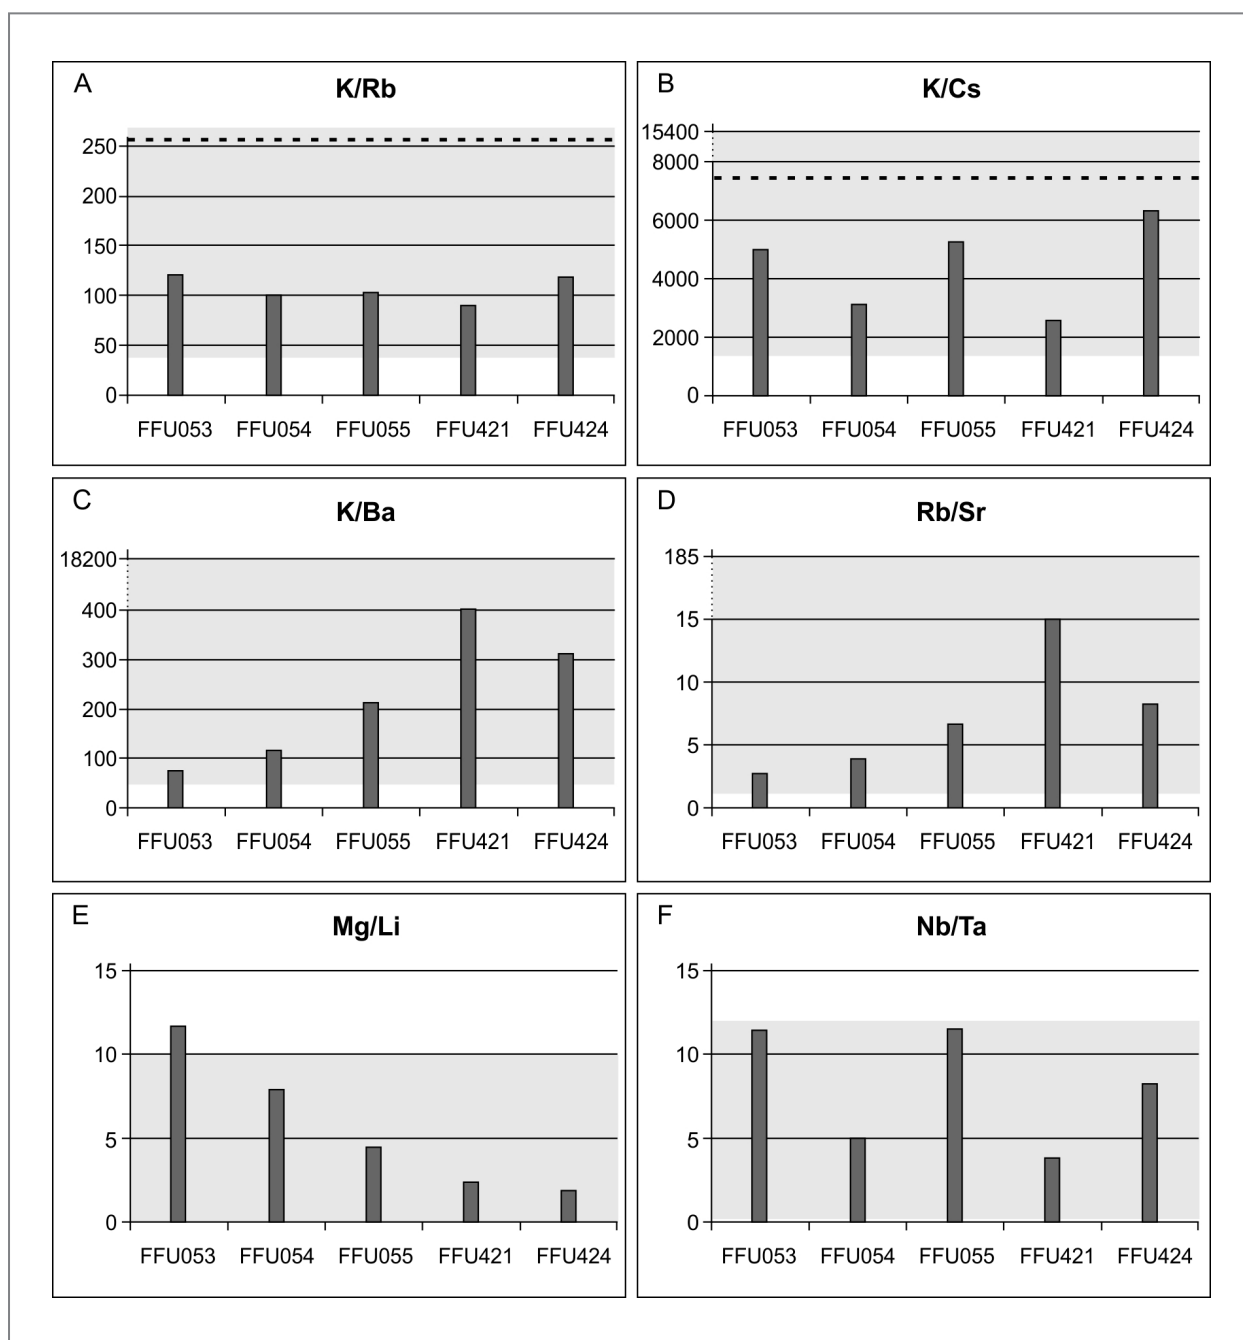 A
K/Rb
250
200
150
100
50
0
FFU053 FFU054 FFU055 FFU421 FFU424
B
K/Cs
15400
8000
6000
4000
2000
0
FFU053 FFU054 FFU055 FFU421 FFU424
C
K/Ba
18200
400
300
200
100
0
FFU053 FFU054 FFU055 FFU421 FFU424
D
Rb/Sr
185
15
10
5
0
FFU053 FFU054 FFU055 FFU421 FFU424
E
Mg/Li
15
10
5
0
FFU053 FFU054 FFU055 FFU421 FFU424
F
Nb/Ta
15
10
5
0
FFU053 FFU054 FFU055 FFU421 FFU424